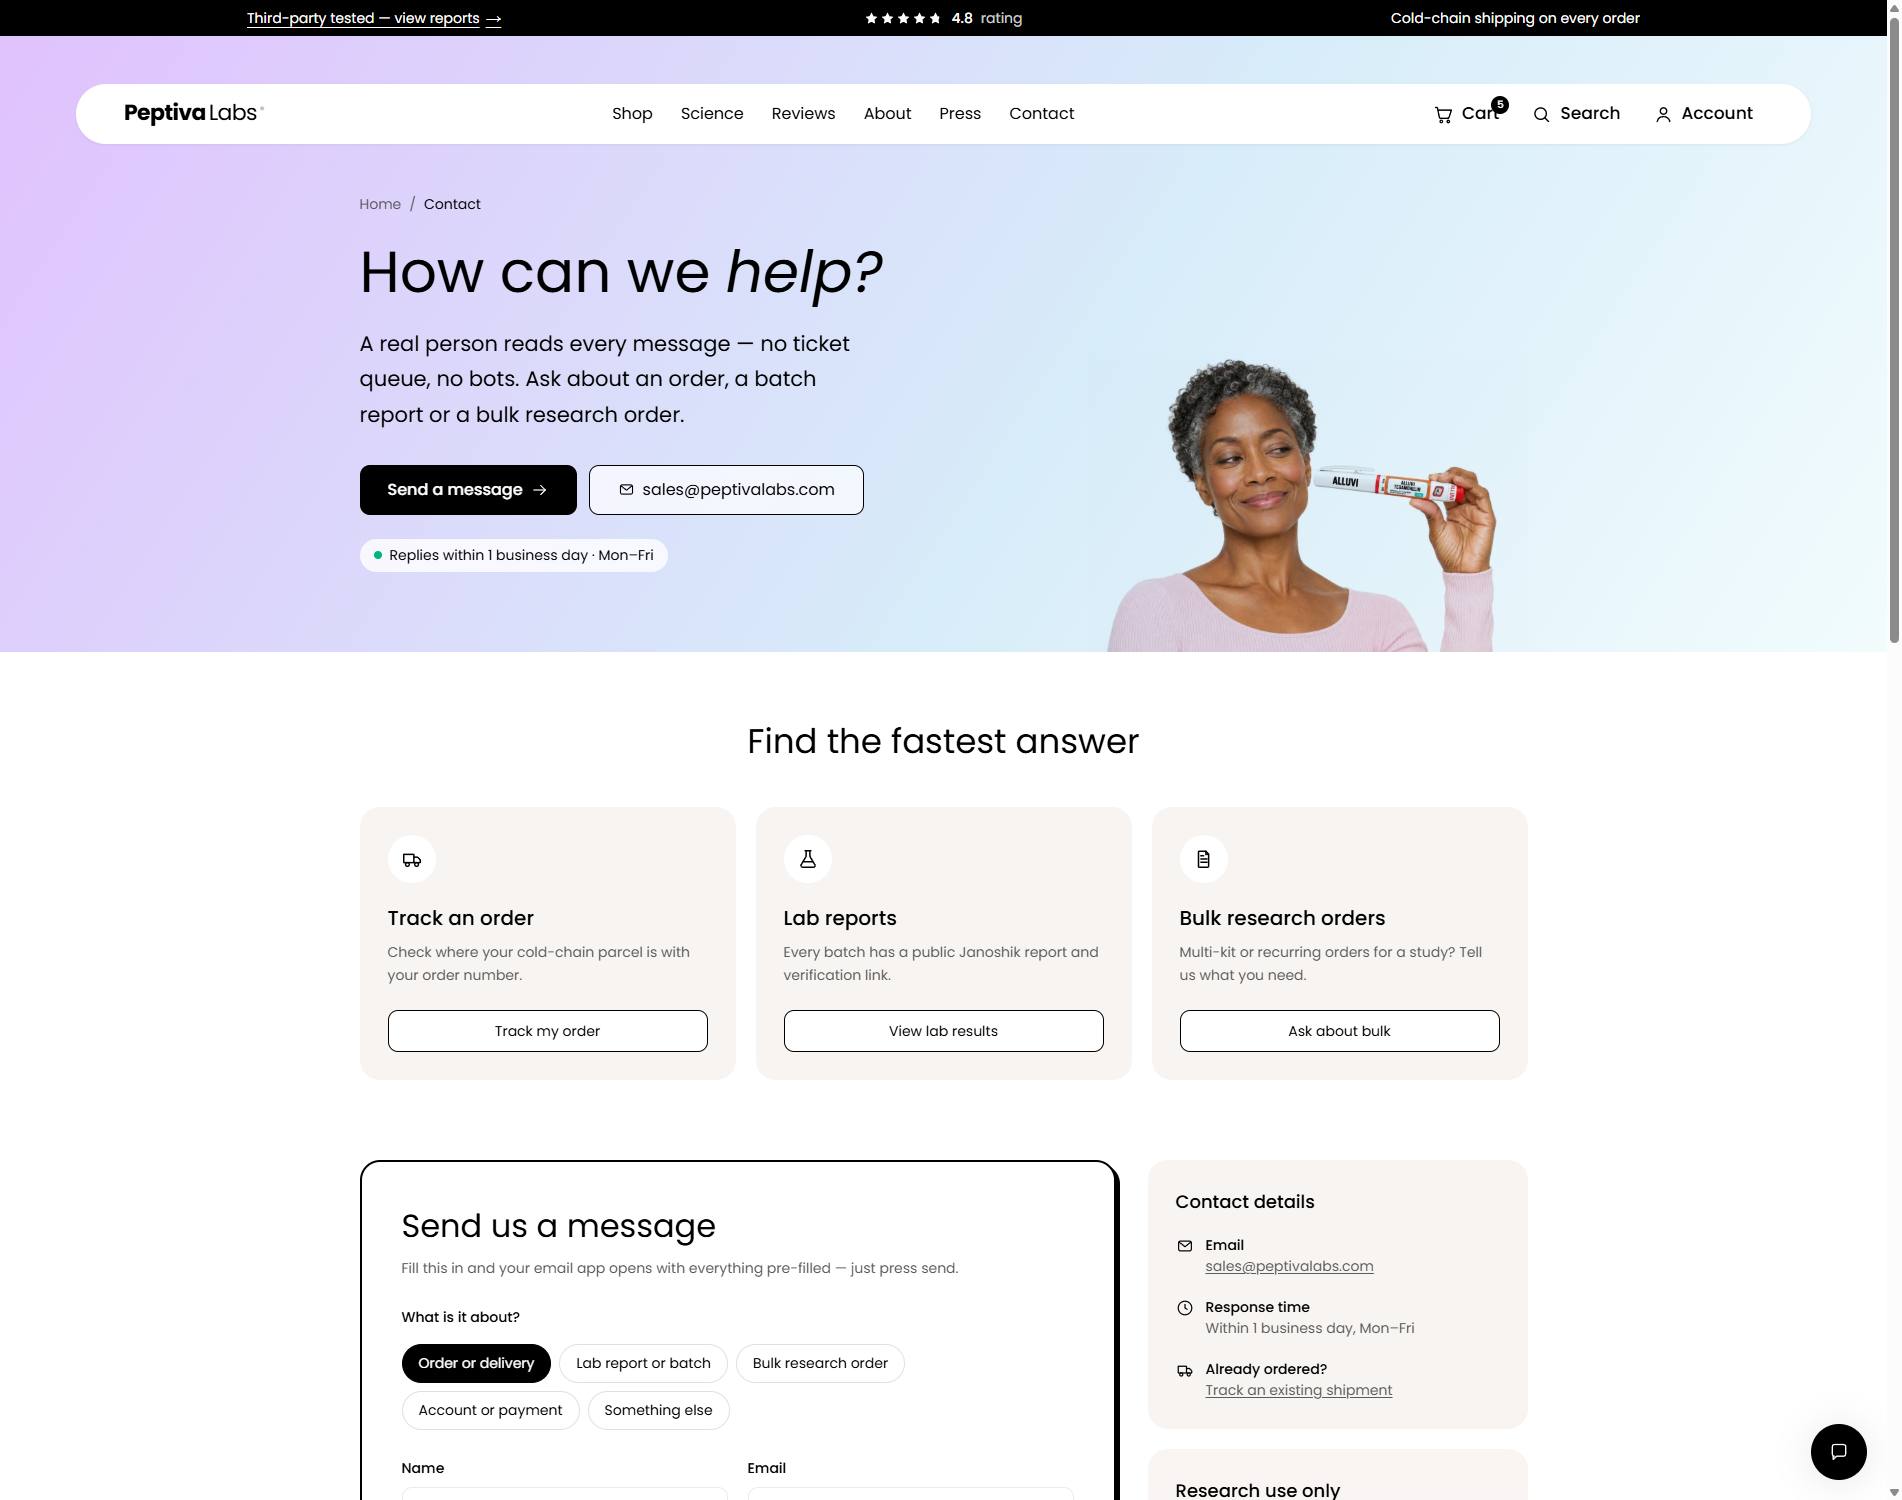 Third-party tested — view reports →
4.8 rating
Cold-chain shipping on every order
Peptiva Labs
Shop
Science
Reviews
About
Press
Contact
Cart
5
Search
Account
Home / Contact
How can we help?
A real person reads every message — no ticket
queue, no bots. Ask about an order, a batch
report or a bulk research order.
Send a message →
sales@peptivalabs.com
Replies within 1 business day · Mon–Fri
ALLUVI
Find the fastest answer
Track an order
Check where your cold-chain parcel is with
your order number.
Track my order
Lab reports
Every batch has a public Janoshik report and
verification link.
View lab results
Bulk research orders
Multi-kit or recurring orders for a study? Tell
us what you need.
Ask about bulk
Send us a message
Fill this in and your email app opens with everything pre-filled — just press send.
What is it about?
Order or delivery
Lab report or batch
Bulk research order
Account or payment
Something else
Name
Email
Contact details
Email
sales@peptivalabs.com
Response time
Within 1 business day, Mon–Fri
Already ordered?
Track an existing shipment
Research use only